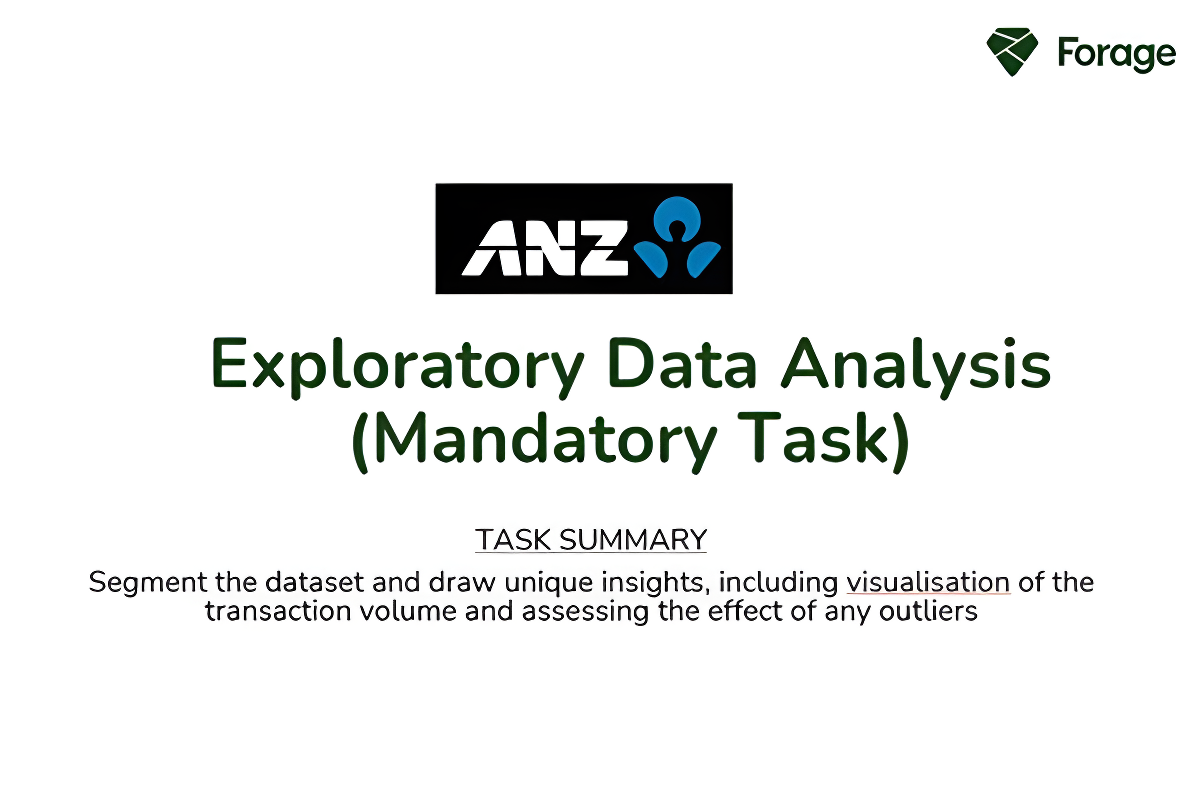 Forage
ANZ
Exploratory Data Analysis
(Mandatory Task)
TASK SUMMARY
Segment the dataset and draw unique insights, including visualisation of the
transaction volume and assessing the effect of any outliers